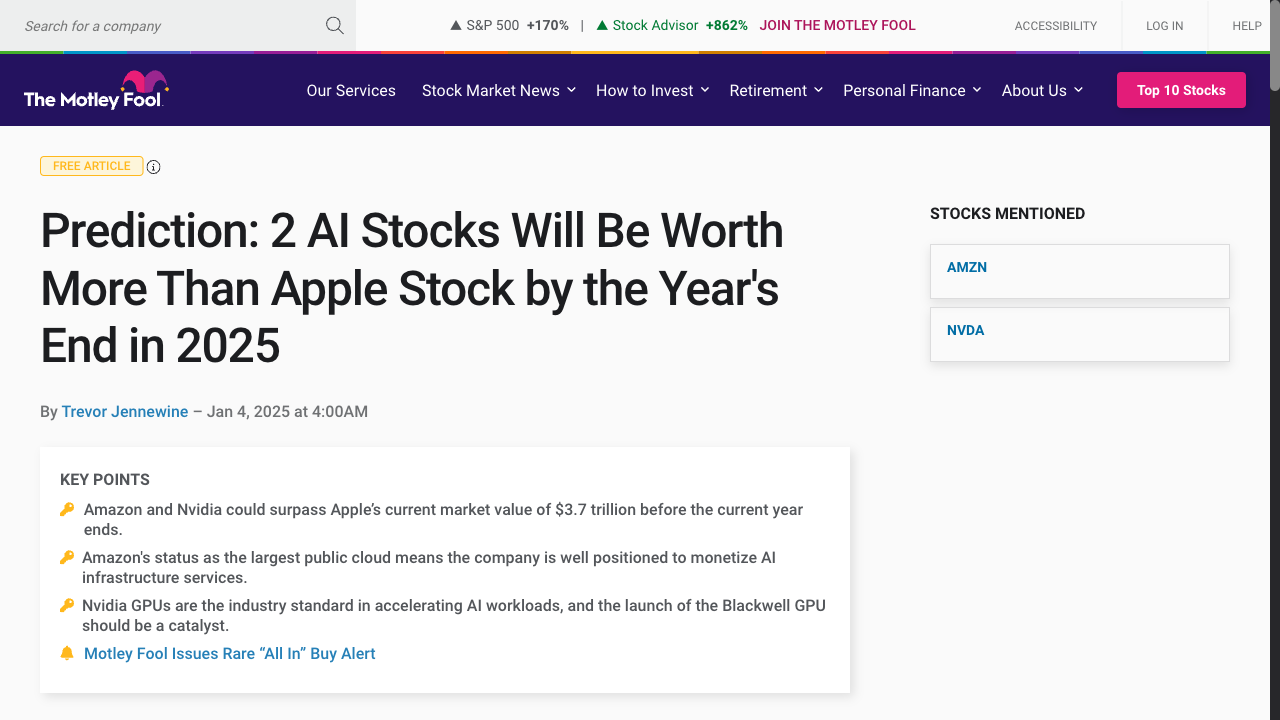 Search for a company
▲ S&P 500 +170% | ▲ Stock Advisor +862% JOIN THE MOTLEY FOOL
ACCESSIBILITY
LOG IN
HELP
The Motley Fool
Our Services
Stock Market News
How to Invest
Retirement
Personal Finance
About Us
Top 10 Stocks
FREE ARTICLE
Prediction: 2 AI Stocks Will Be Worth
More Than Apple Stock by the Year's
End in 2025
By Trevor Jennewine – Jan 4, 2025 at 4:00AM
KEY POINTS
Amazon and Nvidia could surpass Apple’s current market value of $3.7 trillion before the current year
ends.
Amazon's status as the largest public cloud means the company is well positioned to monetize AI
infrastructure services.
Nvidia GPUs are the industry standard in accelerating AI workloads, and the launch of the Blackwell GPU
should be a catalyst.
Motley Fool Issues Rare “All In” Buy Alert
STOCKS MENTIONED
AMZN
NVDA